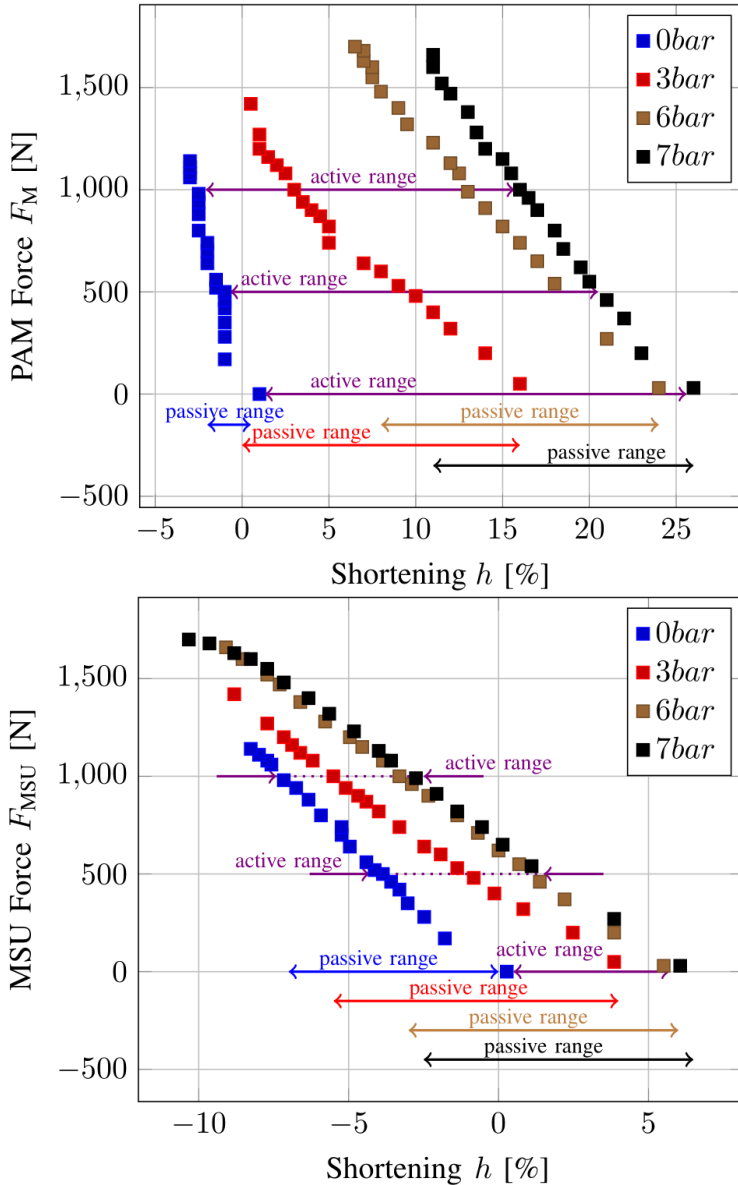 0bar
3bar
6bar
7bar
1,500
1,000
500
0
−500
PAM Force F_M [N]
active range
active range
active range
passive range
passive range
passive range
passive range
−5 0 5 10 15 20 25
Shortening h [%]
0bar
3bar
6bar
7bar
1,500
1,000
500
0
−500
MSU Force F_MSU [N]
active range
active range
active range
passive range
passive range
passive range
passive range
−10 −5 0 5
Shortening h [%]